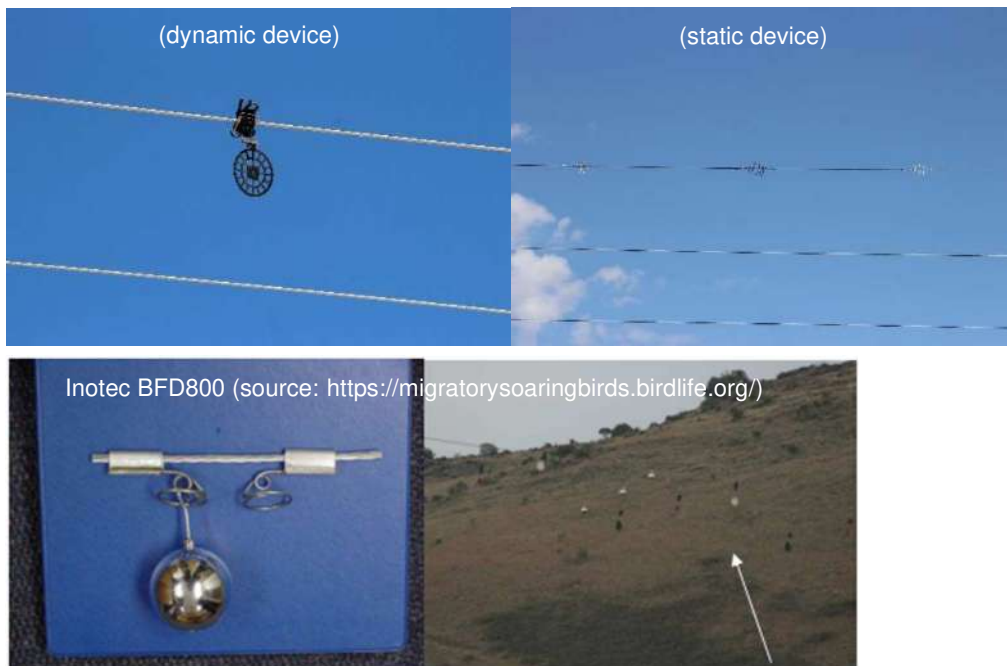 (dynamic device)
(static device)
Inotec BFD800 (source: https://migratorysoaringbirds.birdlife.org/)